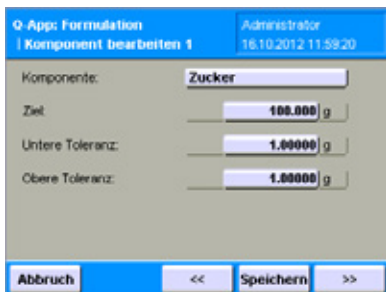 Q-App: Formulation
Administrator
Komponent bearbeiten 1
16.10.2012 11:59:20
Komponente: Zucker
Ziel: 100.000 g
Untere Toleranz: 1.00000 g
Obere Toleranz: 1.00000 g
Abbruch << Speichern >>